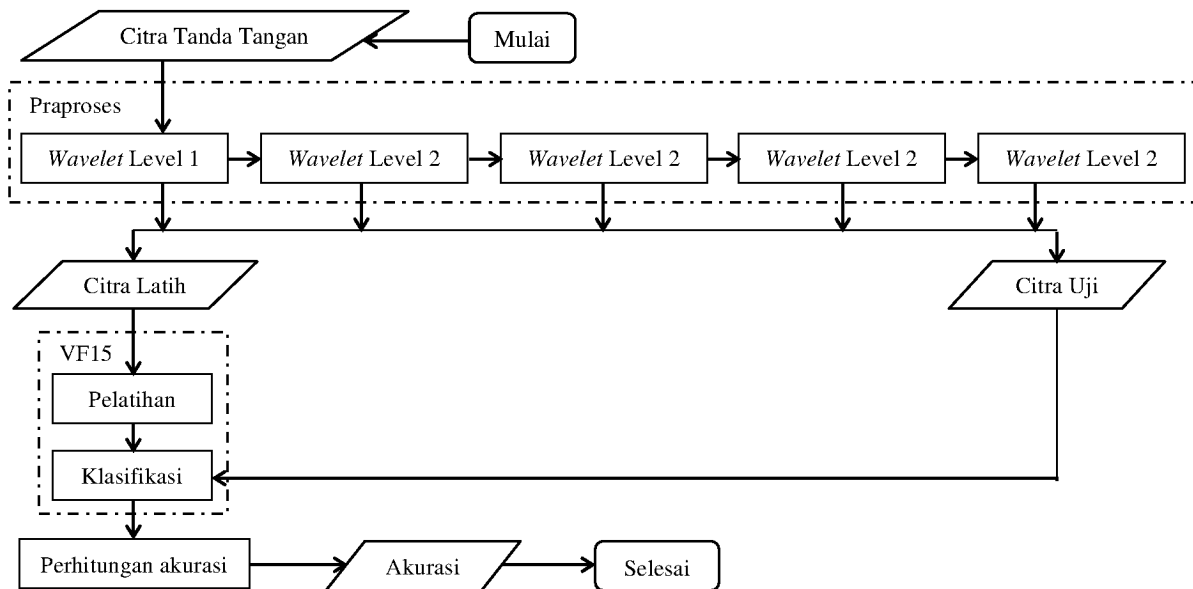 Citra Tanda Tangan
Mulai
Praproses
Wavelet Level 1
Wavelet Level 2
Wavelet Level 2
Wavelet Level 2
Wavelet Level 2
Citra Latih
Citra Uji
VF15
Pelatihan
Klasifikasi
Perhitungan akurasi
Akurasi
Selesai